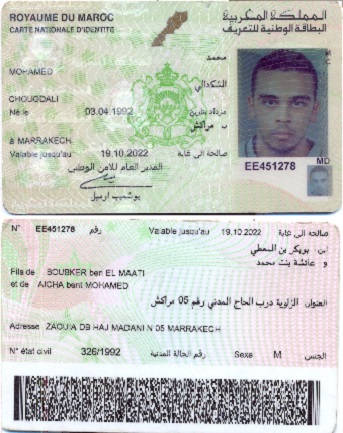 ROYAUME DU MAROC
المملكة المغربية
CARTE NATIONALE D'IDENTITE
البطاقة الوطنية للتعريف
محمد
MOHAMED
الشكدالي
CHOUGDALI
مزداد بتاريخ
Né le 03.04.1992
ب مراكش
à MARRAKECH
Valable jusqu'au 19.10.2022 صالحة إلى غاية
EE451278
MD
المدير العام للأمن الوطني
N° EE451278 رقم Valable jusqu'au 19.10.2022 صالحة إلى غاية
ابن بوبكر بن المعطي
و عائشة بنت محمد
Fils de BOUBKER ben EL MAATI
et de AICHA bent MOHAMED
العنوان الزاوية درب الحاج المدني رقم 05 مراكش
Adresse ZAOUIA DB HAJ MADANI N 05 MARRAKECH
N° état civil 326/1992 رقم الحالة المدنية Sexe M الجنس